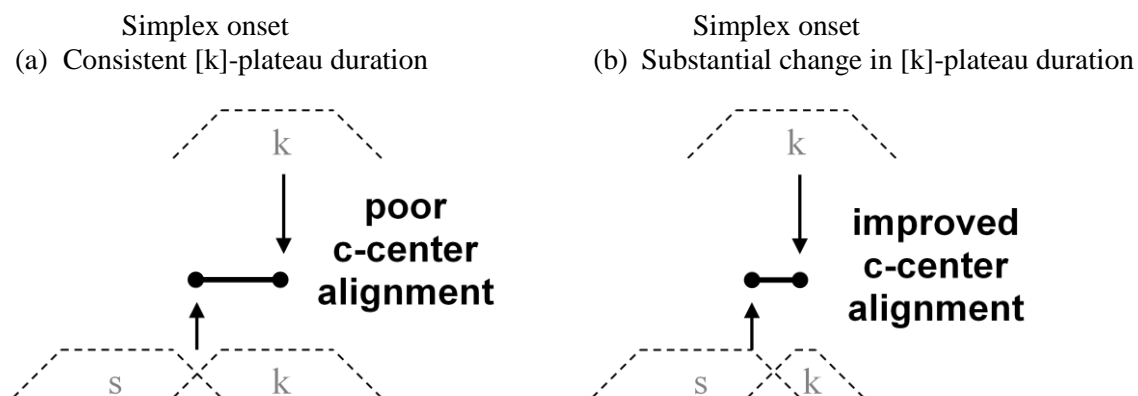 Simplex onset
(a) Consistent [k]-plateau duration
k
poor
c-center
alignment
s
k
Simplex onset
(b) Substantial change in [k]-plateau duration
k
improved
c-center
alignment
s
k